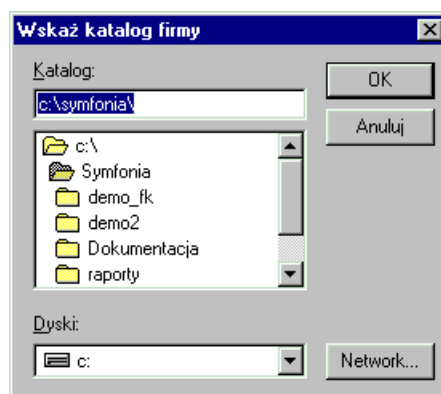 Wskaż katalog firmy
Katalog:
OK
c:\symfonia\
Anuluj
c:\
Symfonia
demo_fk
demo2
Dokumentacja
raporty
Dyski:
c:
Network...